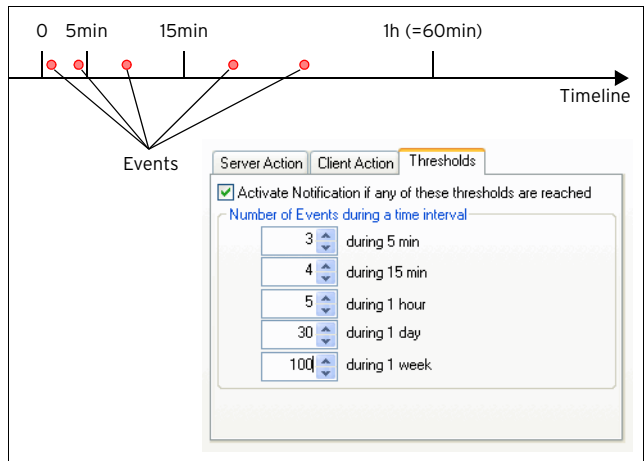 0 5min 15min 1h (=60min)
Timeline
Events
Server Action Client Action Thresholds
Activate Notification if any of these thresholds are reached
Number of Events during a time interval
3 during 5 min
4 during 15 min
5 during 1 hour
30 during 1 day
100 during 1 week